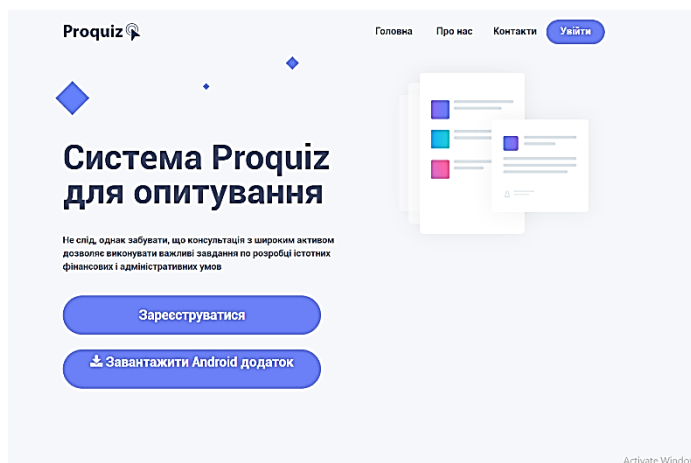 Proquiz
Головна Про нас Контакти Увійти
Система Proquiz
для опитування
Не слід, однак забувати, що консультація з широким активом
дозволяє виконувати важливі завдання по розробці істотних
фінансових і адміністративних умов
Зареєструватися
Завантажити Android додаток
Activate Window